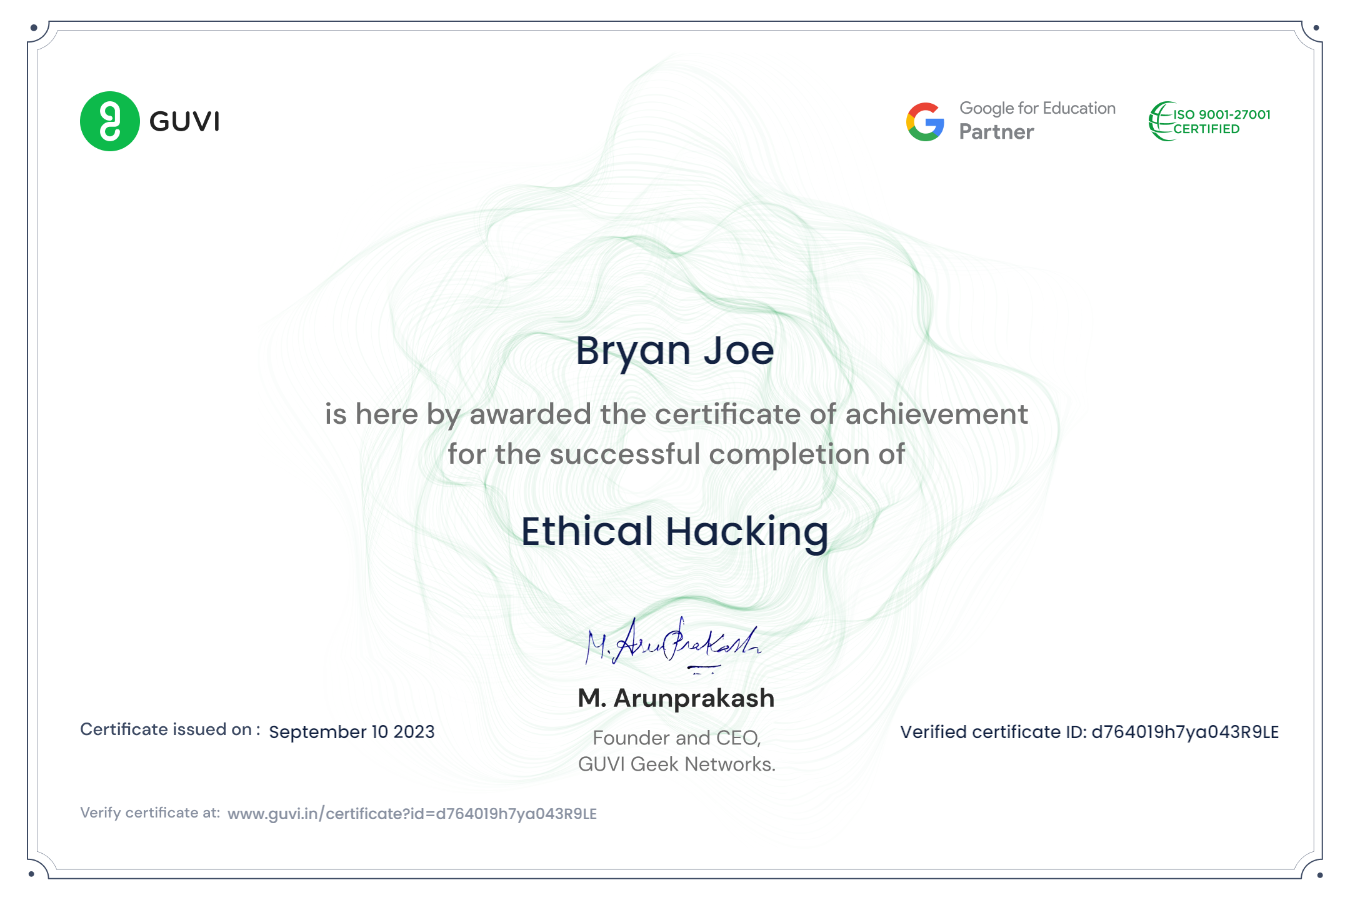 GUVI
Google for Education
Partner
ISO 9001-27001
CERTIFIED
Bryan Joe
is here by awarded the certificate of achievement
for the successful completion of
Ethical Hacking
M. Arunprakash
M. Arunprakash
Founder and CEO,
GUVI Geek Networks.
Certificate issued on : September 10 2023
Verified certificate ID: d764019h7ya043R9LE
Verify certificate at: www.guvi.in/certificate?id=d764019h7ya043R9LE